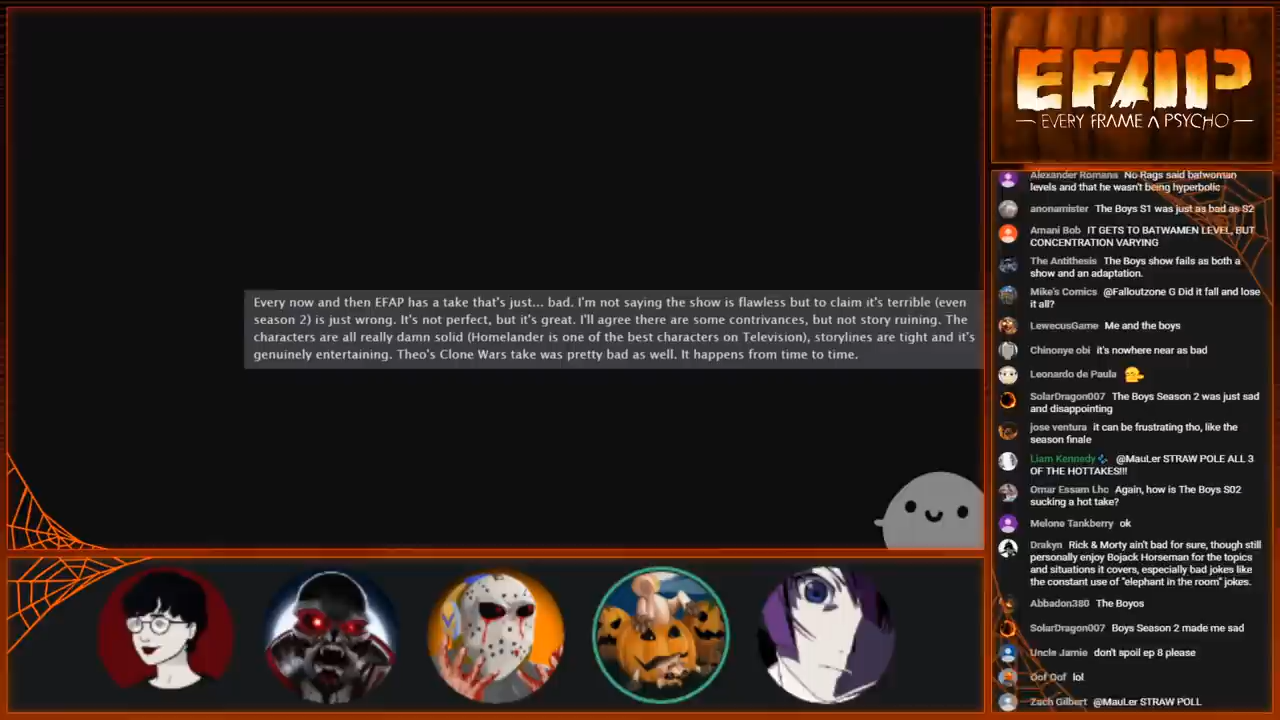 EFAP
EVERY FRAME A PSYCHO
Every now and then EFAP has a take that's just... bad. I'm not saying the show is flawless but to claim it's terrible (even
season 2) is just wrong. It's not perfect, but it's great. I'll agree there are some contrivances, but not story ruining. The
characters are all really damn solid (Homelander is one of the best characters on Television), storylines are tight and it's
genuinely entertaining. Theo's Clone Wars take was pretty bad as well. It happens from time to time.
Alexander Romans No Rags said batwoman
levels and that he wasn't being hyperbolic
anonamister The Boys S1 was just as bad as S2
Amani Bob IT GETS TO BATWAMEN LEVEL, BUT
CONCENTRATION VARYING
The Antithesis The Boys show fails as both a
show and an adaptation.
Mike's Comics @Falloutzone G Did it fall and lose
it all?
LewecusGame Me and the boys
Chinonye obi it's nowhere near as bad
Leonardo de Paula
SolarDragon007 The Boys Season 2 was just sad
and disappointing
jose ventura it can be frustrating tho, like the
season finale
Liam Kennedy @MauLer STRAW POLE ALL 3
OF THE HOTTAKES!!!
Omar Essam Lhc Again, how is The Boys S02
sucking a hot take?
Melone Tankberry ok
Drakyn Rick & Morty ain't bad for sure, though still
personally enjoy Bojack Horseman for the topics
and situations it covers, especially bad jokes like
the constant use of "elephant in the room" jokes.
Abbadon380 The Boyos
SolarDragon007 Boys Season 2 made me sad
Uncle Jamie don't spoil ep 8 please
Oof Oof lol
Zach Gilbert @MauLer STRAW POLL